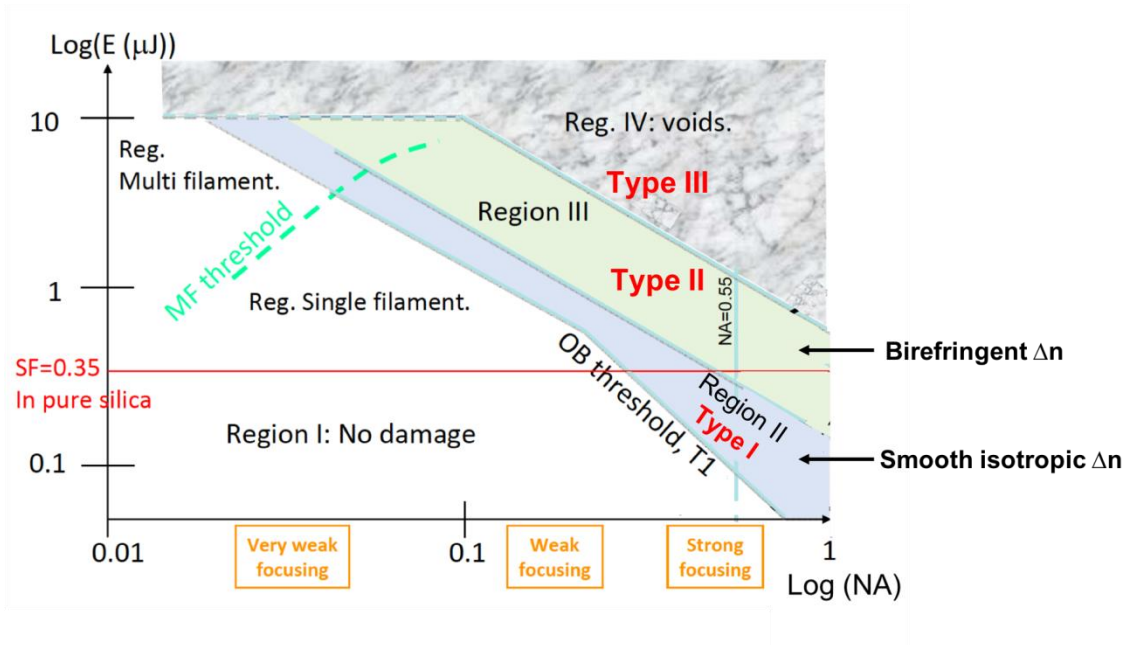 Log(E (μJ))
10
1
0.1
Reg.
Multi filament.
MF threshold
Reg. IV: voids.
Type III
Region III
Type II
NA=0.55
Reg. Single filament.
SF=0.35
In pure silica
OB threshold, T1
Region II
Type I
Region I: No damage
Birefringent Δn
Smooth isotropic Δn
0.01
Very weak
focusing
0.1
Weak
focusing
Strong
focusing
1
Log (NA)